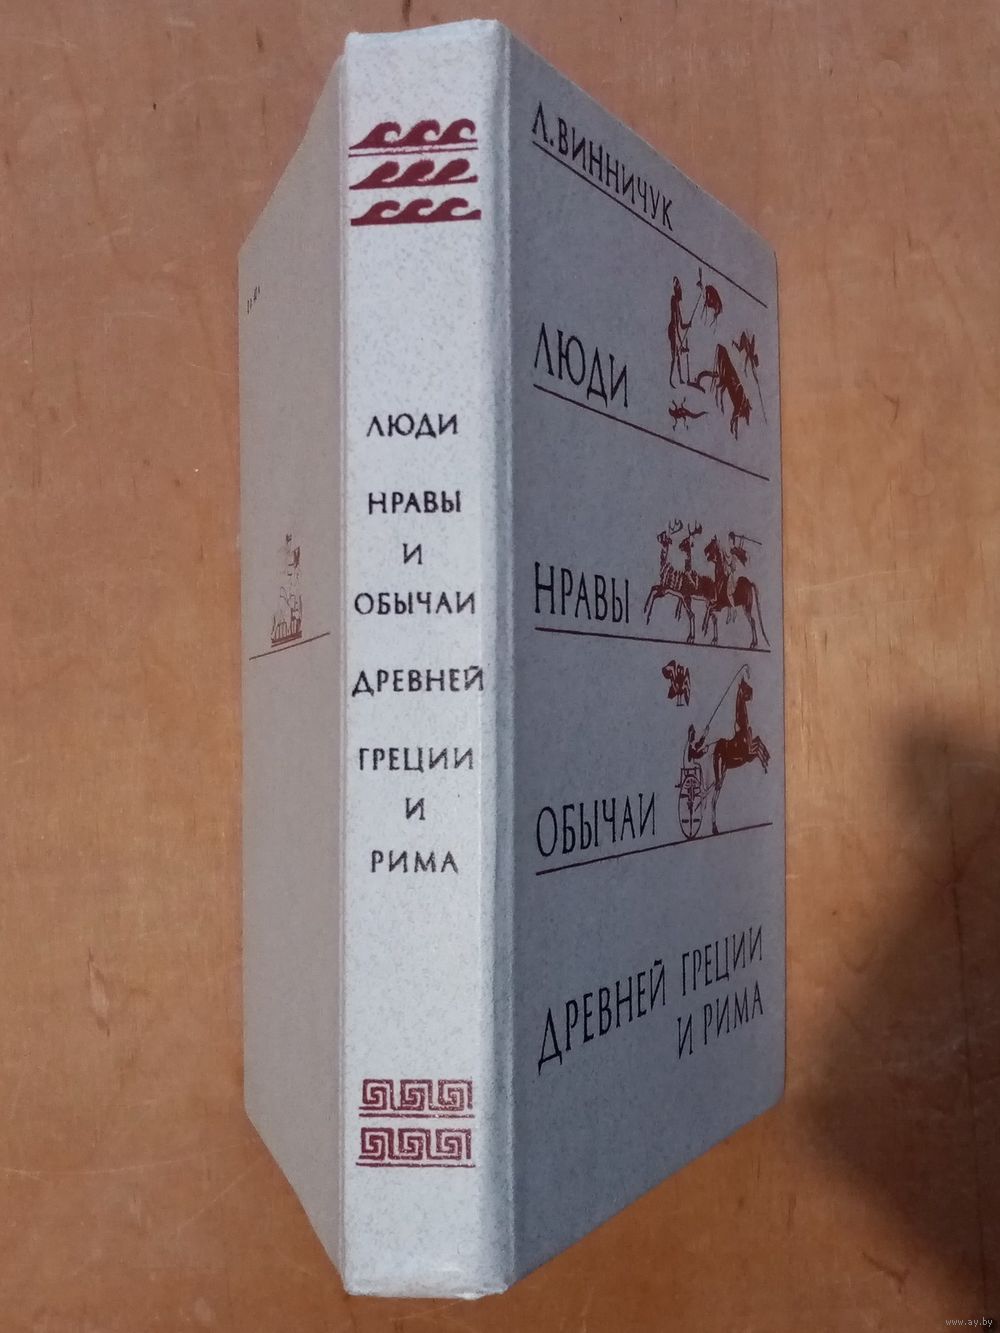 ЛЮДИ
НРАВЫ
И
ОБЫЧАИ
ДРЕВНЕЙ
ГРЕЦИИ
И
РИМА
Л.ВИННИЧУК
ЛЮДИ
НРАВЫ
ОБЫЧАИ
ДРЕВНЕЙ ГРЕЦИИ
И РИМА
www.ay.by